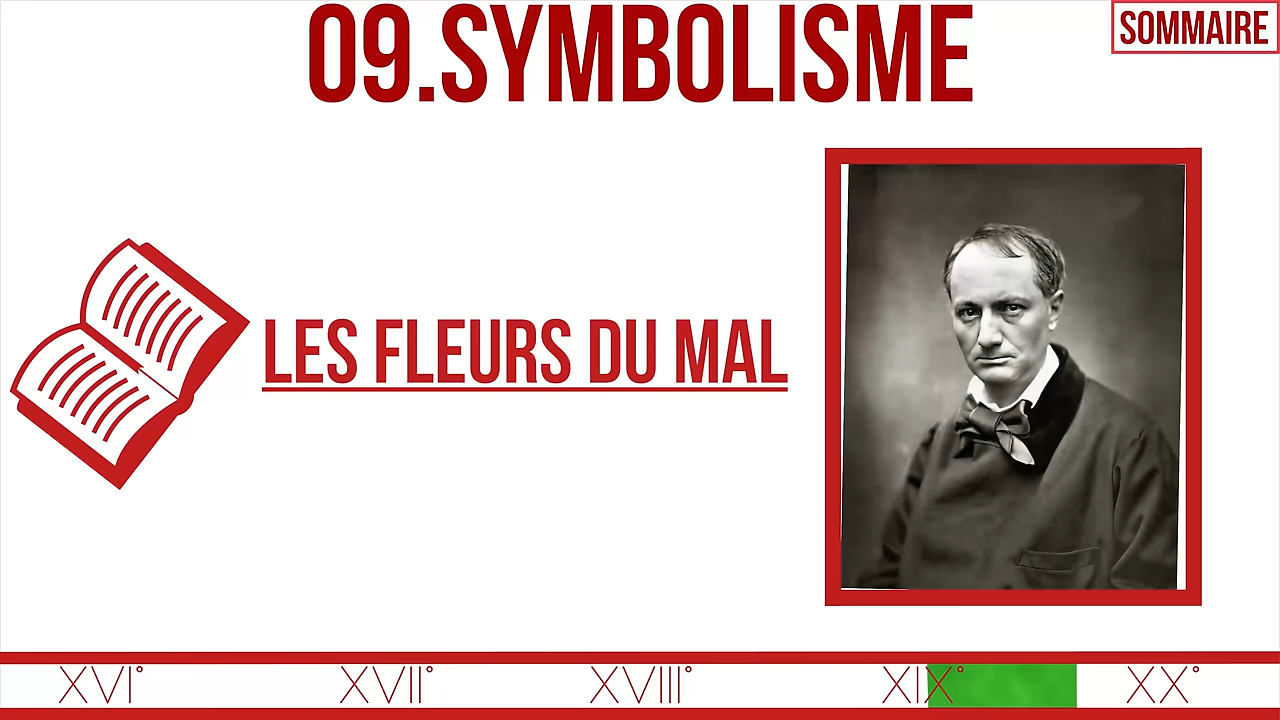 09.SYMBOLISME
SOMMAIRE
LES FLEURS DU MAL
XVI° XVII° XVIII° XIX° XX°